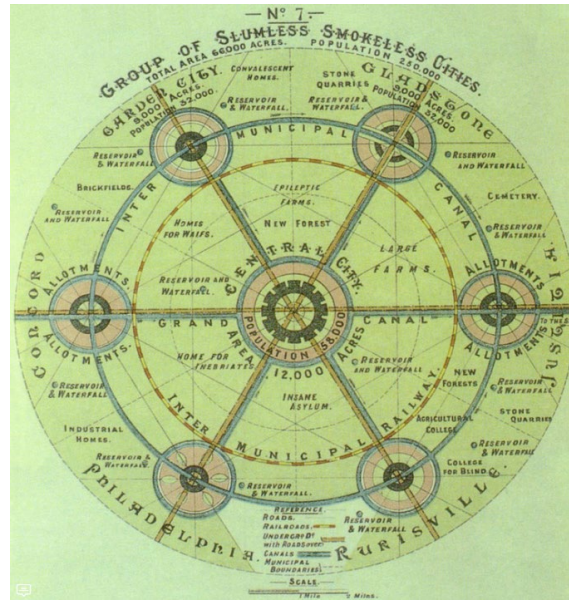 — Nº 7. —
GROUP OF SLUMLESS SMOKELESS CITIES.
TOTAL AREA 66,000 ACRES. POPULATION 250,000
GARDEN CITY.
9,000 ACRES.
POPULATION 32,000
CONVALESCENT
HOMES.
STONE
QUARRIES
GLADSTONE
9,000 ACRES.
POPULATION
32,000
RESERVOIR
& WATERFALL
RESERVOIR
& WATERFALL.
INTER MUNICIPAL CANAL
RESERVOIR
& WATERFALL
RESERVOIR
AND WATERFALL
BRICKFIELDS.
EPILEPTIC
FARMS.
CEMETERY.
RESERVOIR
AND WATERFALL
HOMES
FOR WAIFS.
NEW FOREST
LARGE
FARMS.
RESERVOIR
& WATERFALL.
CENTRAL CITY.
ALLOTMENTS.
RESERVOIR AND
WATERFALL.
ALLOTMENTS
CONCORD
JUSTITIA
GRAND CANAL
AREA 12,000 ACRES
POPULATION 58,000
TO THE
ALLOTMENTS.
ALLOTMENTS
HOME FOR
INEBRIATES.
RESERVOIR
AND WATERFALL
NEW
FORESTS
RESERVOIR
& WATERFALL
RESERVOIR
& WATERFALL.
INSANE
ASYLUM.
STONE
QUARRIES
AGRICULTURAL
COLLEGE
INTER MUNICIPAL RAILWAY.
INDUSTRIAL
HOMES.
RESERVOIR
& WATERFALL
RESERVOIR &
WATERFALL.
COLLEGE
FOR BLIND.
RESERVOIR &
WATERFALL.
PHILADELPHIA.
RURISVILLE.
REFERENCE.
ROADS.
RAILROADS.
UNDERGRD
WITH ROADS OVER
CANALS
MUNICIPAL
BOUNDARIES
RESERVOIR
& WATERFALL
SCALE.
1 MILE 2 MILES.